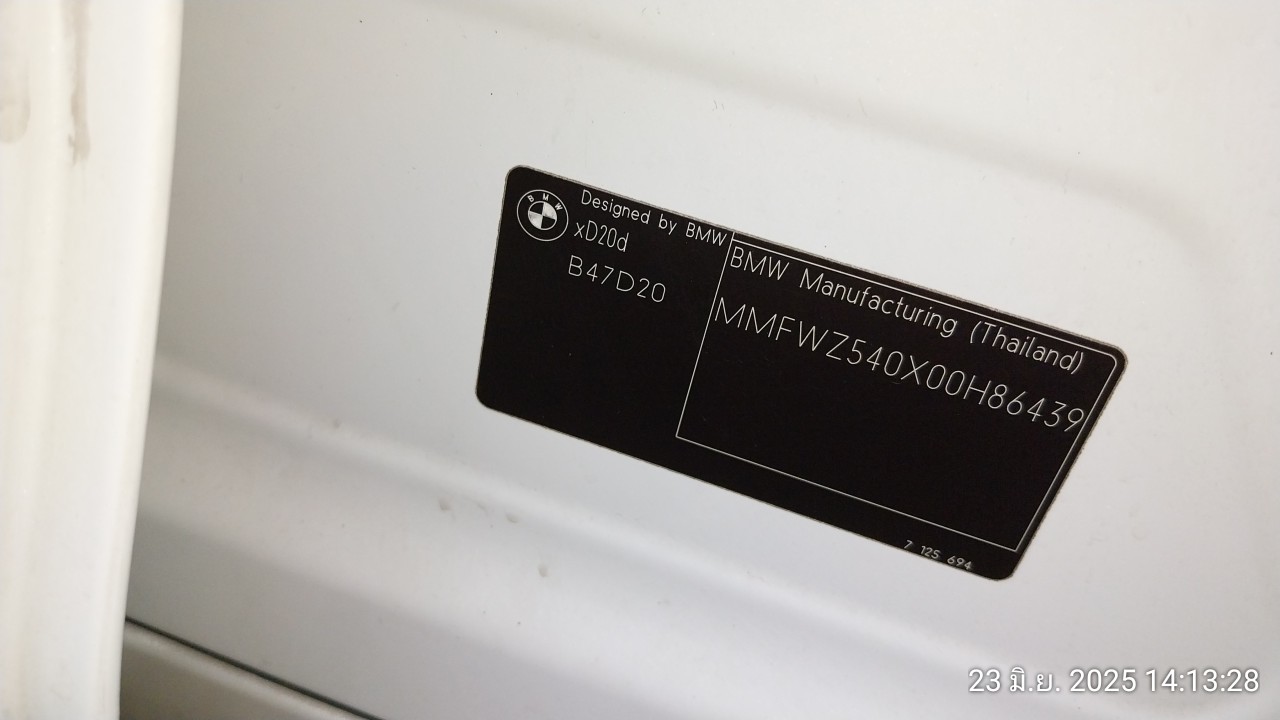 BMW
Designed by BMW
xD20d
B47D20
BMW Manufacturing (Thailand)
MMFWZ540X00H86439
7 125 694
23 มิ.ย. 2025 14:13:28